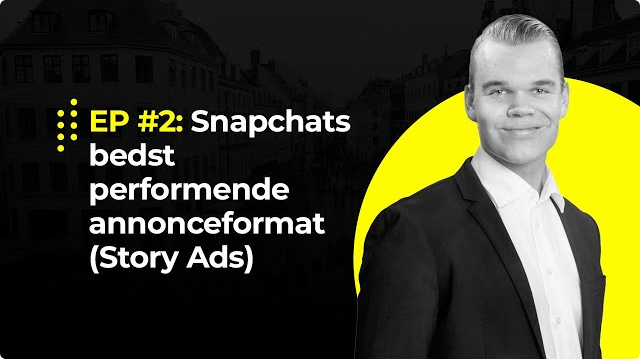 EP #2: Snapchats
bedst
performende
annonceformat
(Story Ads)